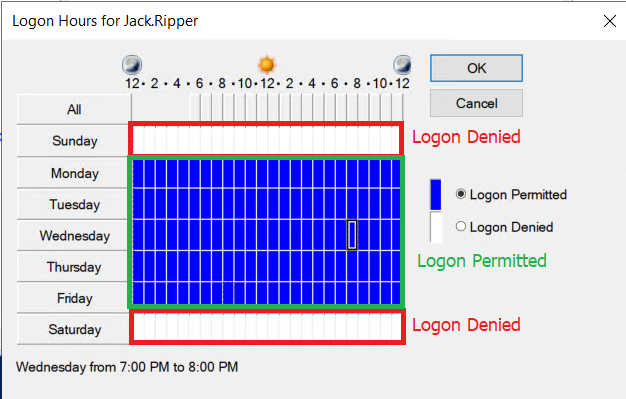 Logon Hours for Jack.Ripper
12 • 2 • 4 • 6 • 8 • 10 • 12 • 2 • 4 • 6 • 8 • 10 • 12
OK
Cancel
All
Sunday
Logon Denied
Monday
Tuesday
Wednesday
Thursday
Friday
Saturday
Logon Permitted
Logon Denied
Logon Permitted
Logon Denied
Wednesday from 7:00 PM to 8:00 PM